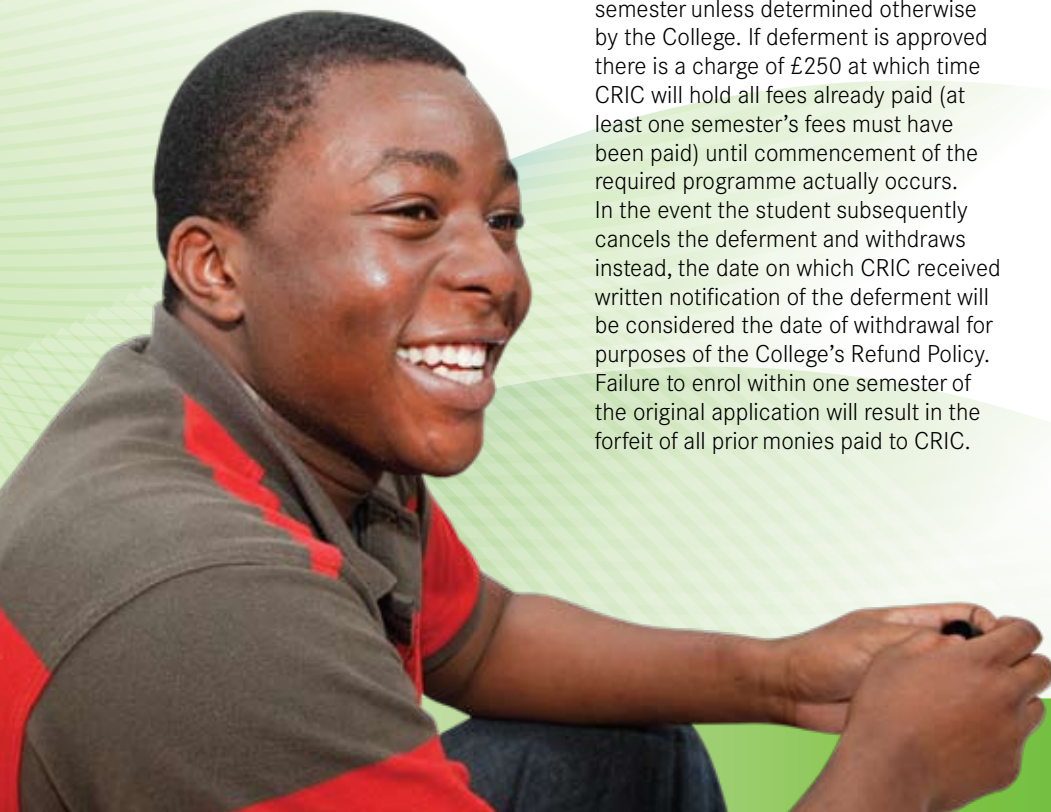 semester unless determined otherwise
by the College. If deferment is approved
there is a charge of £250 at which time
CRIC will hold all fees already paid (at
least one semester’s fees must have
been paid) until commencement of the
required programme actually occurs.
In the event the student subsequently
cancels the deferment and withdraws
instead, the date on which CRIC received
written notification of the deferment will
be considered the date of withdrawal for
purposes of the College’s Refund Policy.
Failure to enrol within one semester of
the original application will result in the
forfeit of all prior monies paid to CRIC.